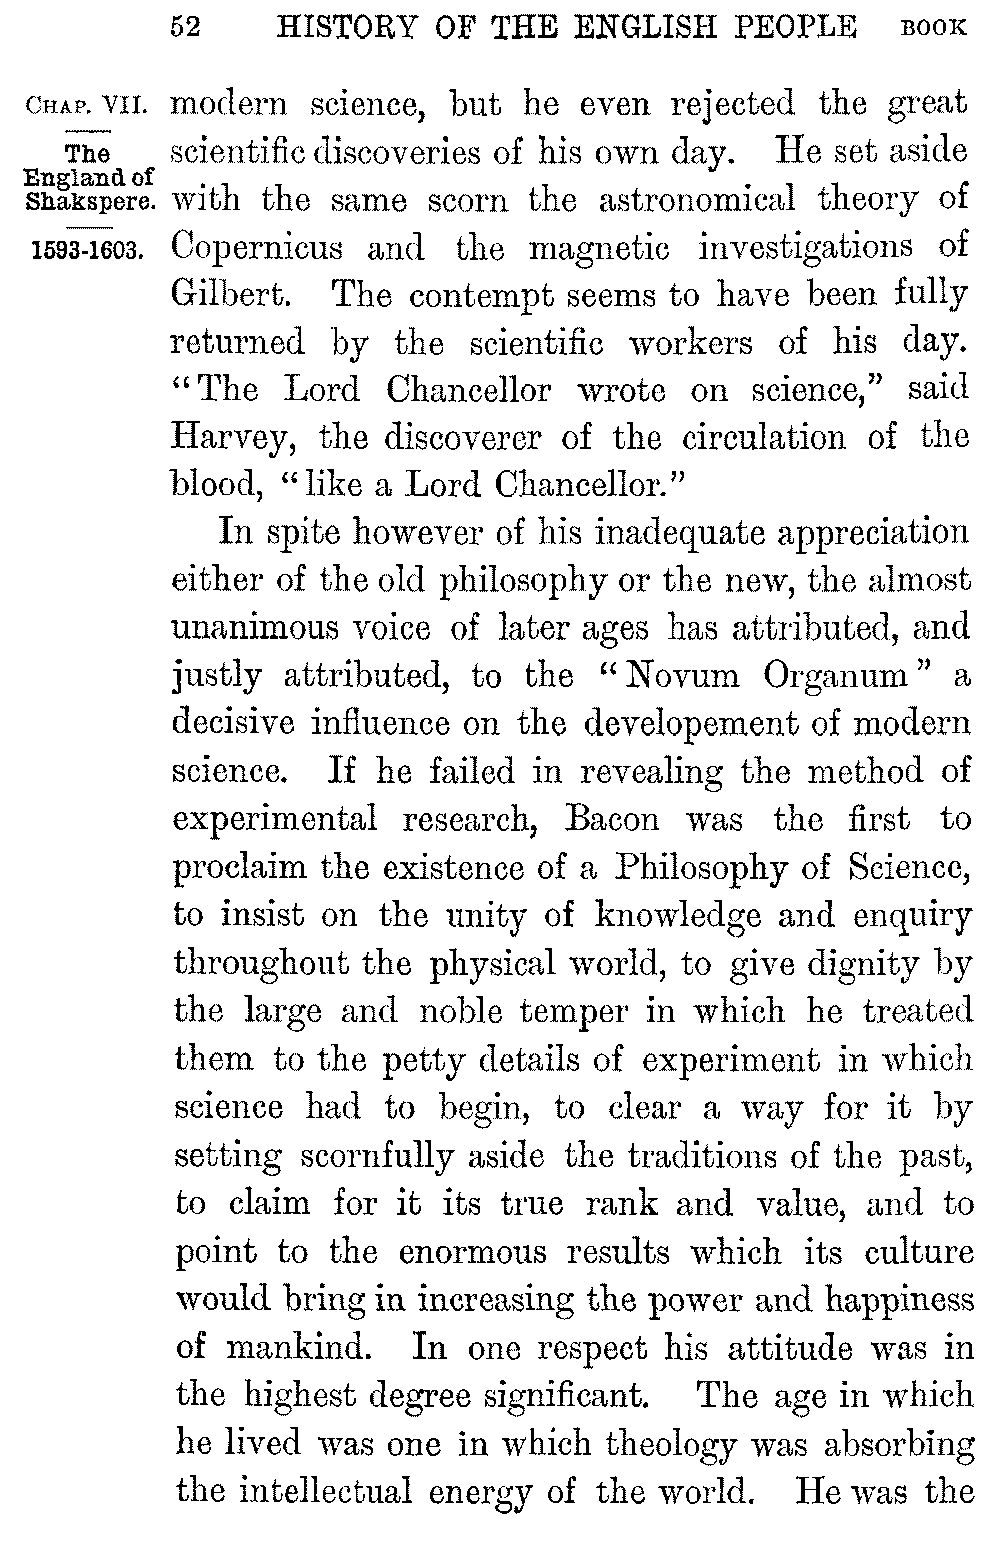 52 HISTORY OF THE ENGLISH PEOPLE BOOK
CHAP. VII.
The
England of
Shakspere.
1593-1603.
modern science, but he even rejected the great
scientific discoveries of his own day. He set aside
with the same scorn the astronomical theory of
Copernicus and the magnetic investigations of
Gilbert. The contempt seems to have been fully
returned by the scientific workers of his day.
“The Lord Chancellor wrote on science,” said
Harvey, the discoverer of the circulation of the
blood, “like a Lord Chancellor.”
In spite however of his inadequate appreciation
either of the old philosophy or the new, the almost
unanimous voice of later ages has attributed, and
justly attributed, to the “Novum Organum” a
decisive influence on the developement of modern
science. If he failed in revealing the method of
experimental research, Bacon was the first to
proclaim the existence of a Philosophy of Science,
to insist on the unity of knowledge and enquiry
throughout the physical world, to give dignity by
the large and noble temper in which he treated
them to the petty details of experiment in which
science had to begin, to clear a way for it by
setting scornfully aside the traditions of the past,
to claim for it its true rank and value, and to
point to the enormous results which its culture
would bring in increasing the power and happiness
of mankind. In one respect his attitude was in
the highest degree significant. The age in which
he lived was one in which theology was absorbing
the intellectual energy of the world. He was the